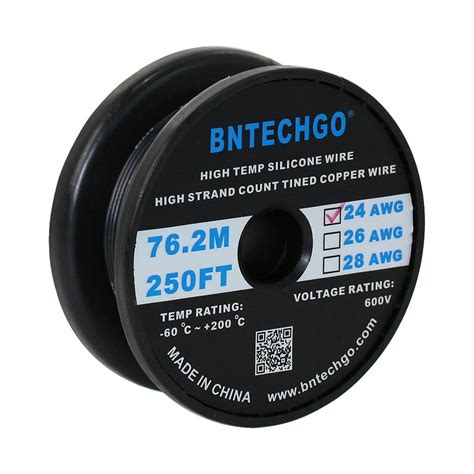 BNTECHGO®
HIGH TEMP SILICONE WIRE
HIGH STRAND COUNT TINED COPPER WIRE
76.2M
250FT
24 AWG
26 AWG
28 AWG
TEMP RATING:
-60 ℃ ~ +200 ℃
VOLTAGE RATING:
600V
MADE IN CHINA
www.bntechgo.com